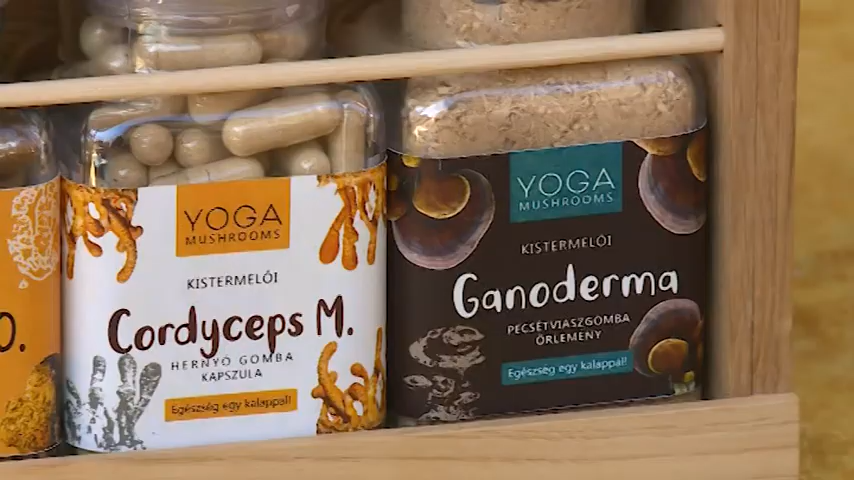 O.
YOGA
MUSHROOMS
KISTERMELŐI
Cordyceps M.
HERNYÓ GOMBA
KAPSZULA
Egészség egy kalappal!
YOGA
MUSHROOMS
KISTERMELŐI
Ganoderma
PECSÉTVIASZGOMBA
ŐRLEMÉNY
Egészség egy kalappal!